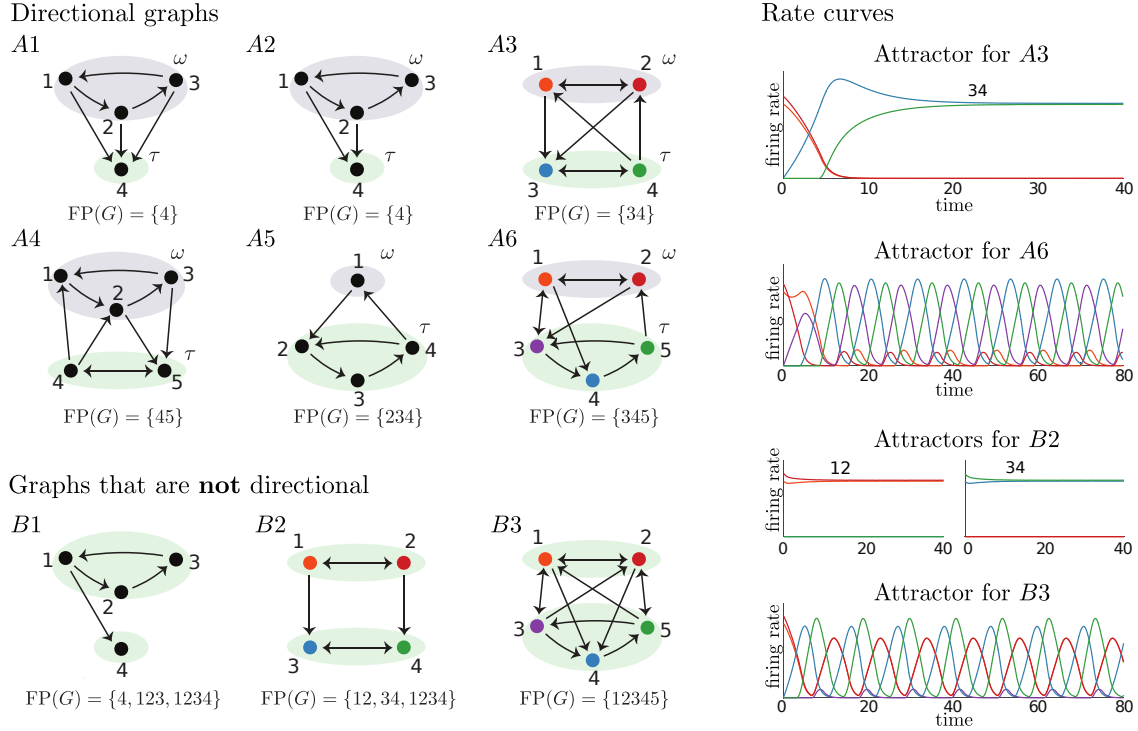 Directional graphs
A1
ω
1
3
2
τ
4
FP(G) = {4}
A2
ω
1
3
2
τ
4
FP(G) = {4}
A3
1
2
ω
3
4
τ
FP(G) = {34}
A4
ω
1
3
2
τ
4
5
FP(G) = {45}
A5
1
ω
2
4
τ
3
FP(G) = {234}
A6
1
2
ω
3
5
τ
4
FP(G) = {345}
Graphs that are not directional
B1
1
3
2
4
FP(G) = {4, 123, 1234}
B2
1
2
3
4
FP(G) = {12, 34, 1234}
B3
1
2
3
5
4
FP(G) = {12345}
Rate curves
Attractor for A3
firing rate
34
0 10 20 30 40
time
Attractor for A6
firing rate
0 20 40 60 80
time
Attractors for B2
firing rate
12
34
0 20 40
0 20 40
Attractor for B3
firing rate
0 20 40 60 80
time